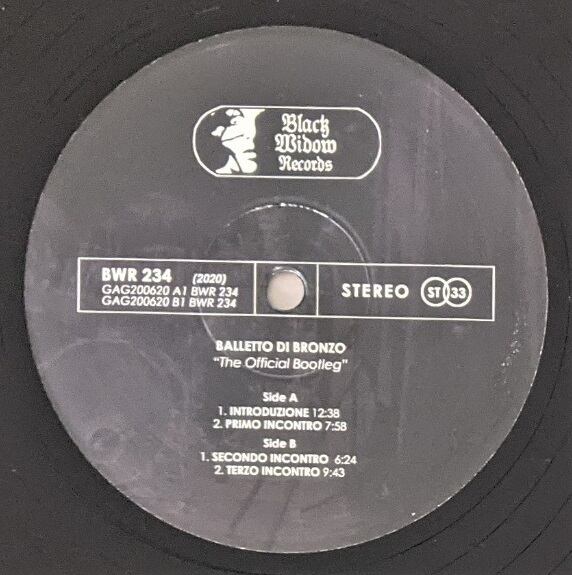 Black
Widow
Records
BWR 234 (2020)
GAG200620 A1 BWR 234
GAG200620 B1 BWR 234
STEREO ST 33
BALLETTO DI BRONZO
"The Official Bootleg"
Side A
1. INTRODUZIONE 12:38
2. PRIMO INCONTRO 7:58
Side B
1. SECONDO INCONTRO 6:24
2. TERZO INCONTRO 9:43